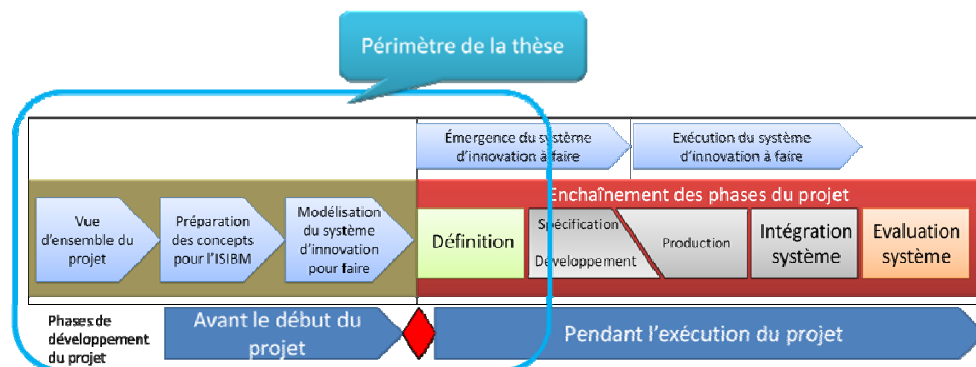 Périmètre de la thèse
Émergence du système
d'innovation à faire
Exécution du système
d'innovation à faire
Enchaînement des phases du projet
Vue
d'ensemble du
projet
Préparation
des concepts
pour l'ISIBM
Modélisation
du système
d'innovation
pour faire
Définition
Spécification
Développement
Production
Intégration
système
Evaluation
système
Phases de
développement
du projet
Avant le début du
projet
Pendant l'exécution du projet